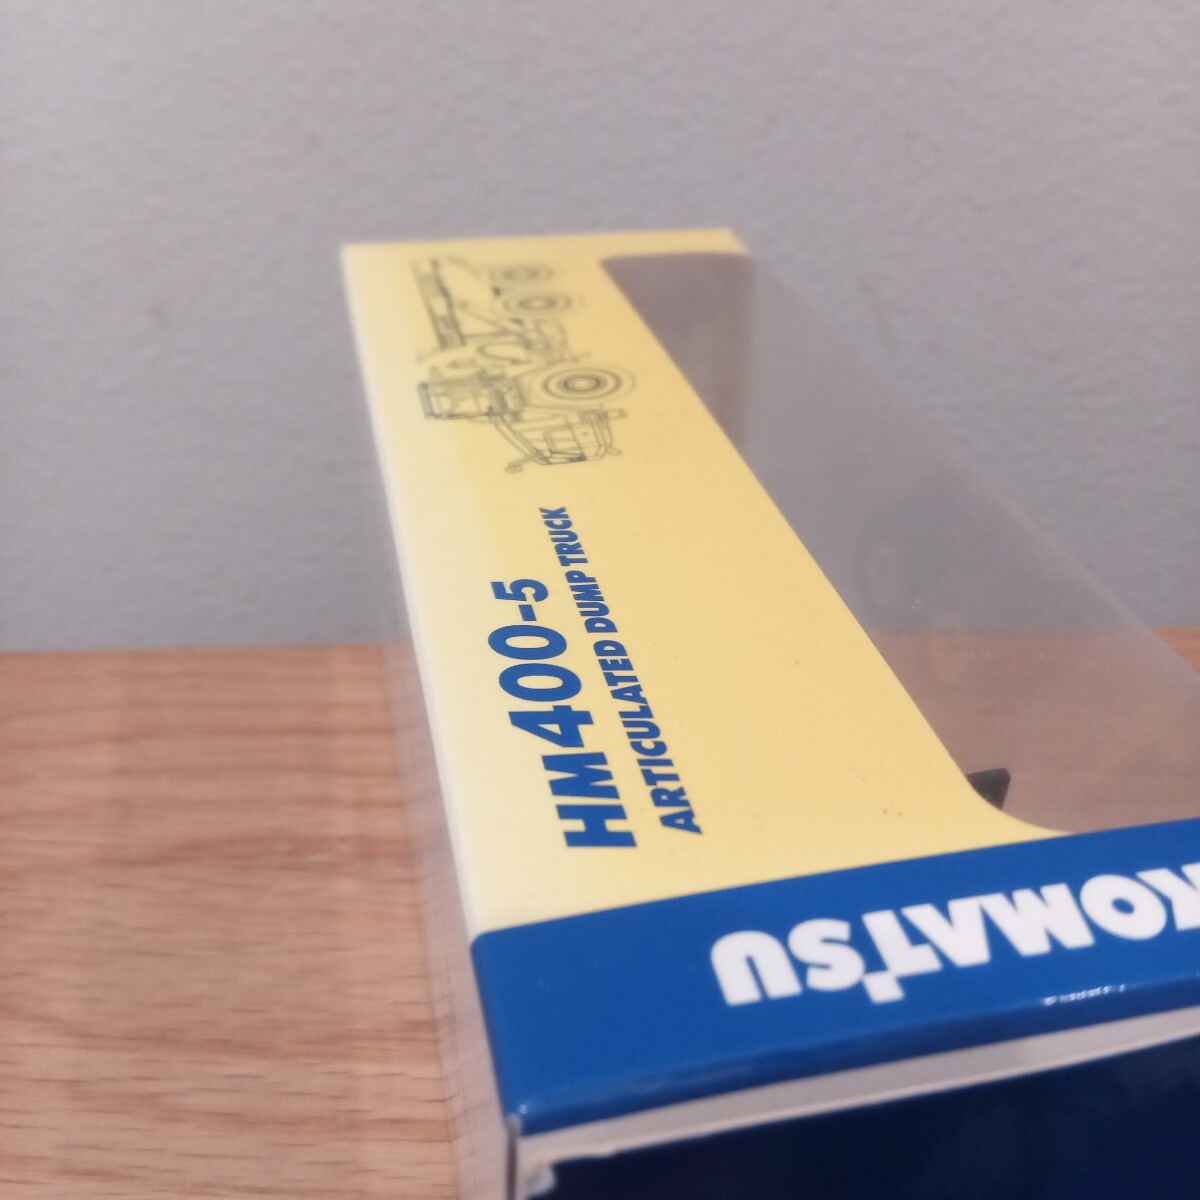 HM400-5
ARTICULATED DUMP TRUCK
KOMATSU